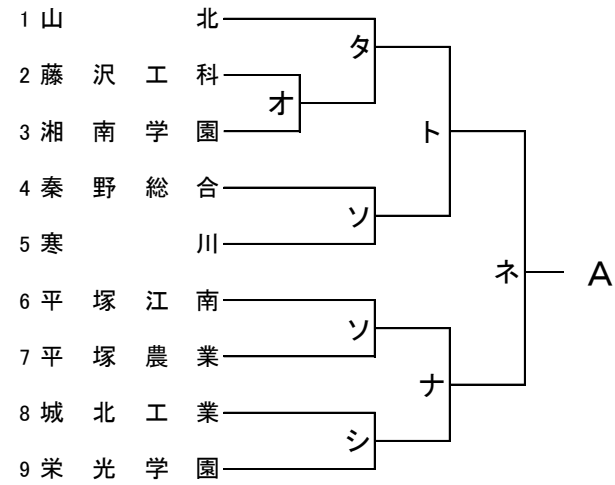 1 山北
タ
2 藤沢工科
オ
3 湘南学園
ト
4 秦野総合
ソ
5 寒川
ネ A
6 平塚江南
ソ
7 平塚農業
ナ
8 城北工業
シ
9 栄光学園